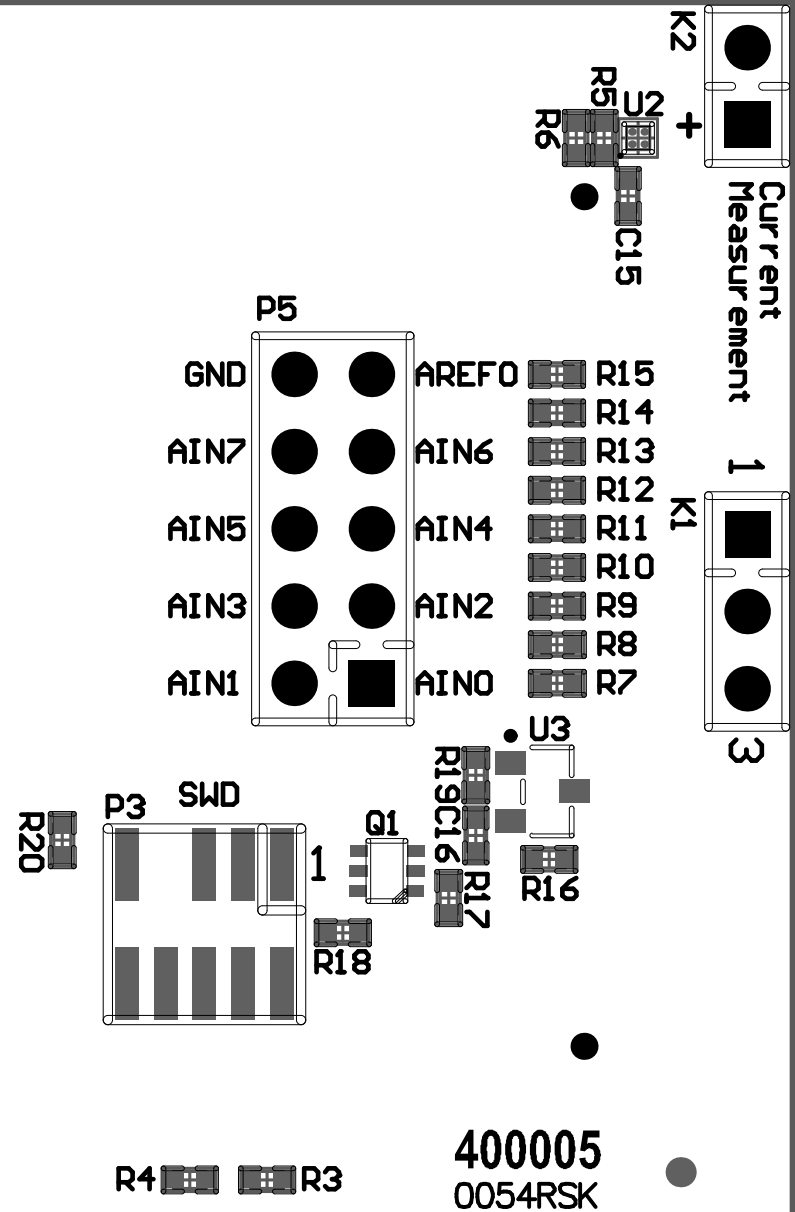 K2
R5
U2
R6
+
C15
Current
Measurement
P5
GND AREF0 R15
R14
AIN7 AIN6 R13
R12
1
K1
AIN5 AIN4 R11
R10
AIN3 AIN2 R9
R8
AIN1 AIN0 R7
U3
3
R19
P3 SWD
Q1
C16
R20
1
R16
R17
R18
400005
R4 R3
0054RSK